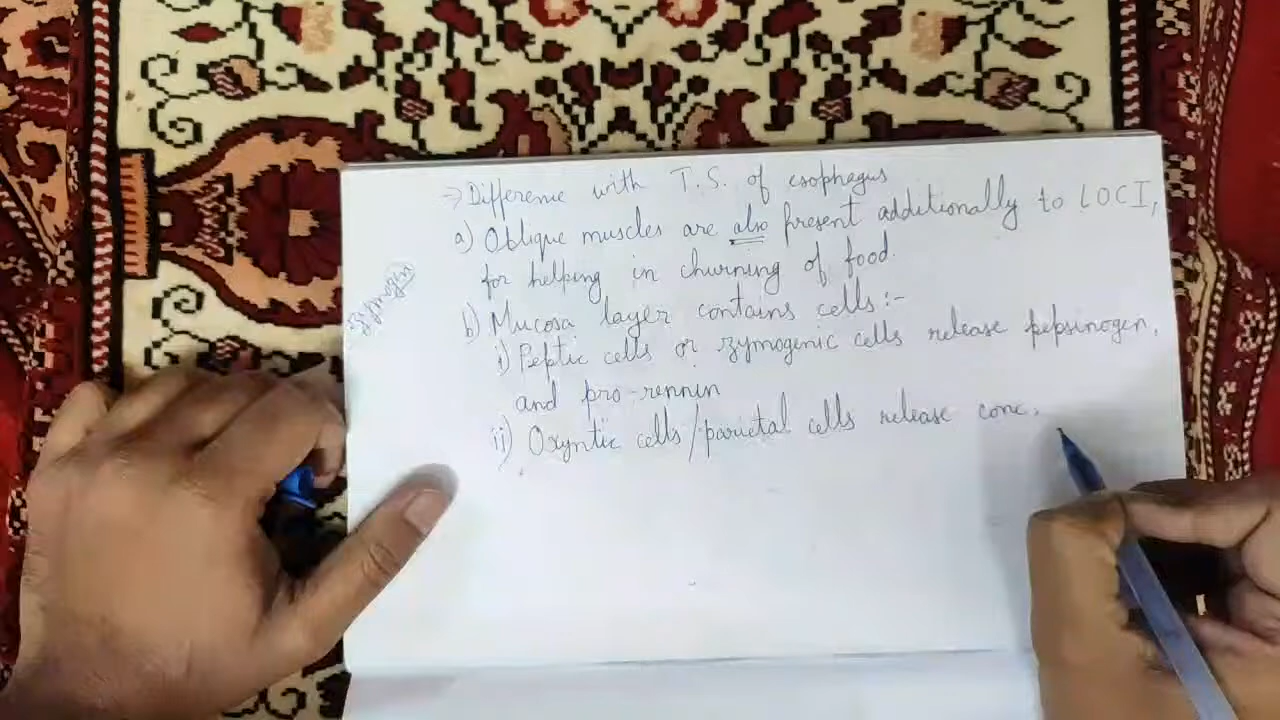 ⇒ Difference with T.S. of esophagus
a) Oblique muscles are also present additionally to LOCI,
for helping in churning of food.
b) Mucosa layer contains cells :-
i) Peptic cells or zymogenic cells release pepsinogen,
and pro-rennin
ii) Oxyntic cells/parietal cells release conc.